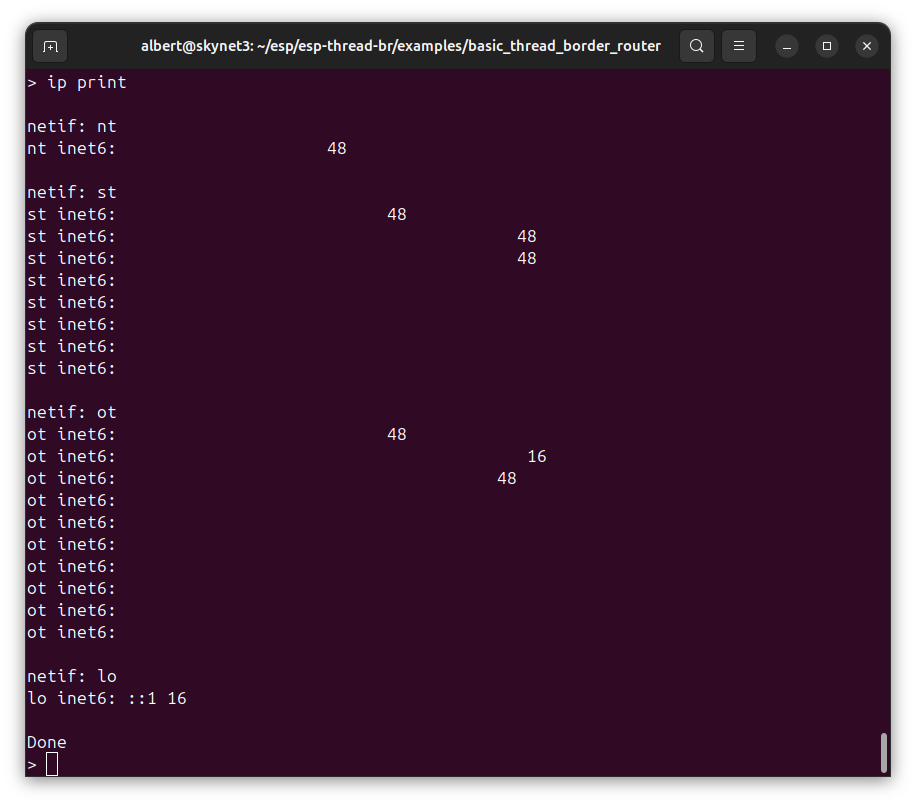 albert@skynet3: ~/esp/esp-thread-br/examples/basic_thread_border_router
> ip print
netif: nt
nt inet6: 48
netif: st
st inet6: 48
st inet6: 48
st inet6: 48
st inet6:
st inet6:
st inet6:
st inet6:
st inet6:
netif: ot
ot inet6: 48
ot inet6: 16
ot inet6: 48
ot inet6:
ot inet6:
ot inet6:
ot inet6:
ot inet6:
ot inet6:
ot inet6:
netif: lo
lo inet6: ::1 16
Done
>